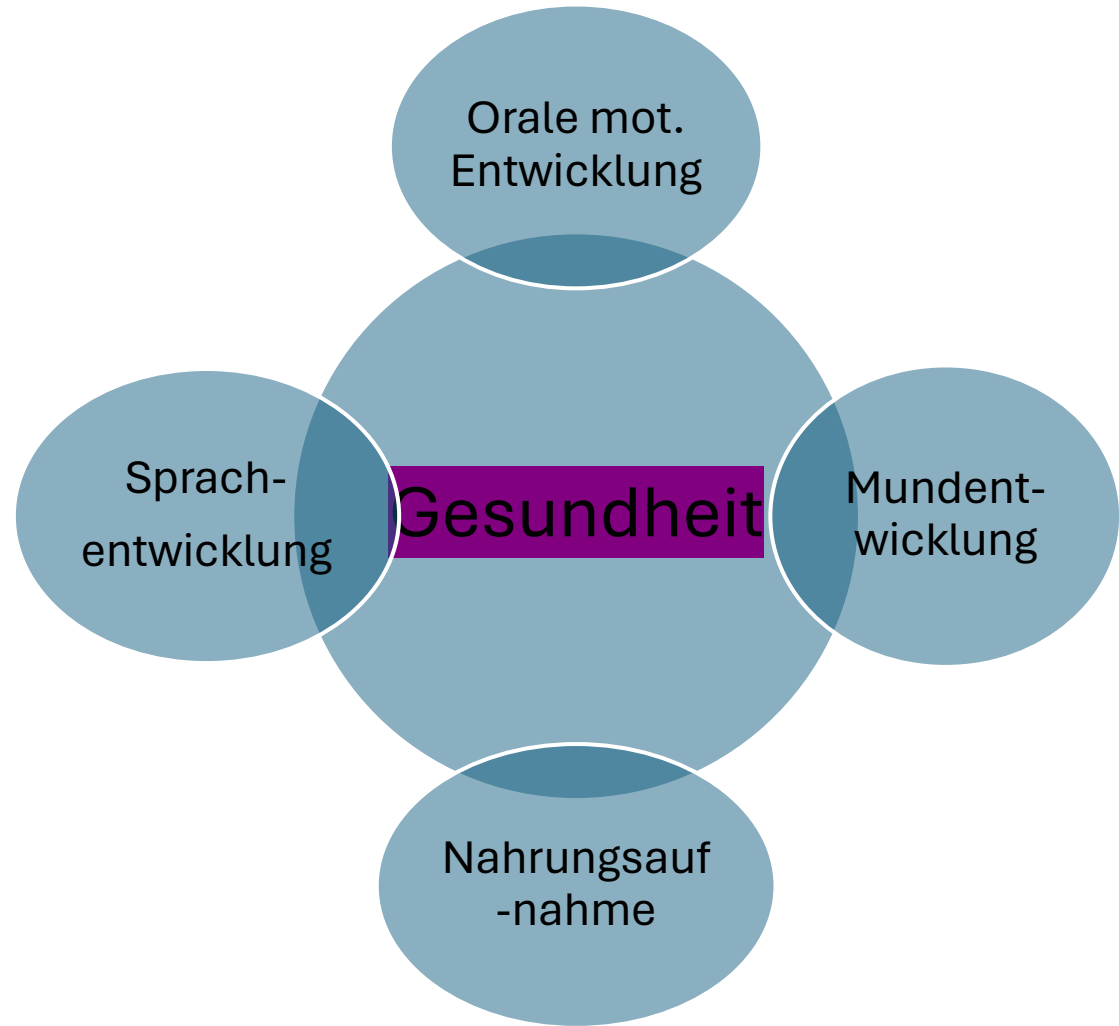 Orale mot.
Entwicklung
Sprach-
entwicklung
Gesundheit
Mundent-
wicklung
Nahrungsauf
-nahme